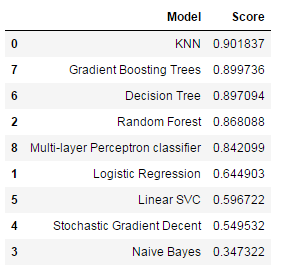 Model Score
0 KNN 0.901837
7 Gradient Boosting Trees 0.899736
6 Decision Tree 0.897094
2 Random Forest 0.868088
8 Multi-layer Perceptron classifier 0.842099
1 Logistic Regression 0.644903
5 Linear SVC 0.596722
4 Stochastic Gradient Decent 0.549532
3 Naive Bayes 0.347322